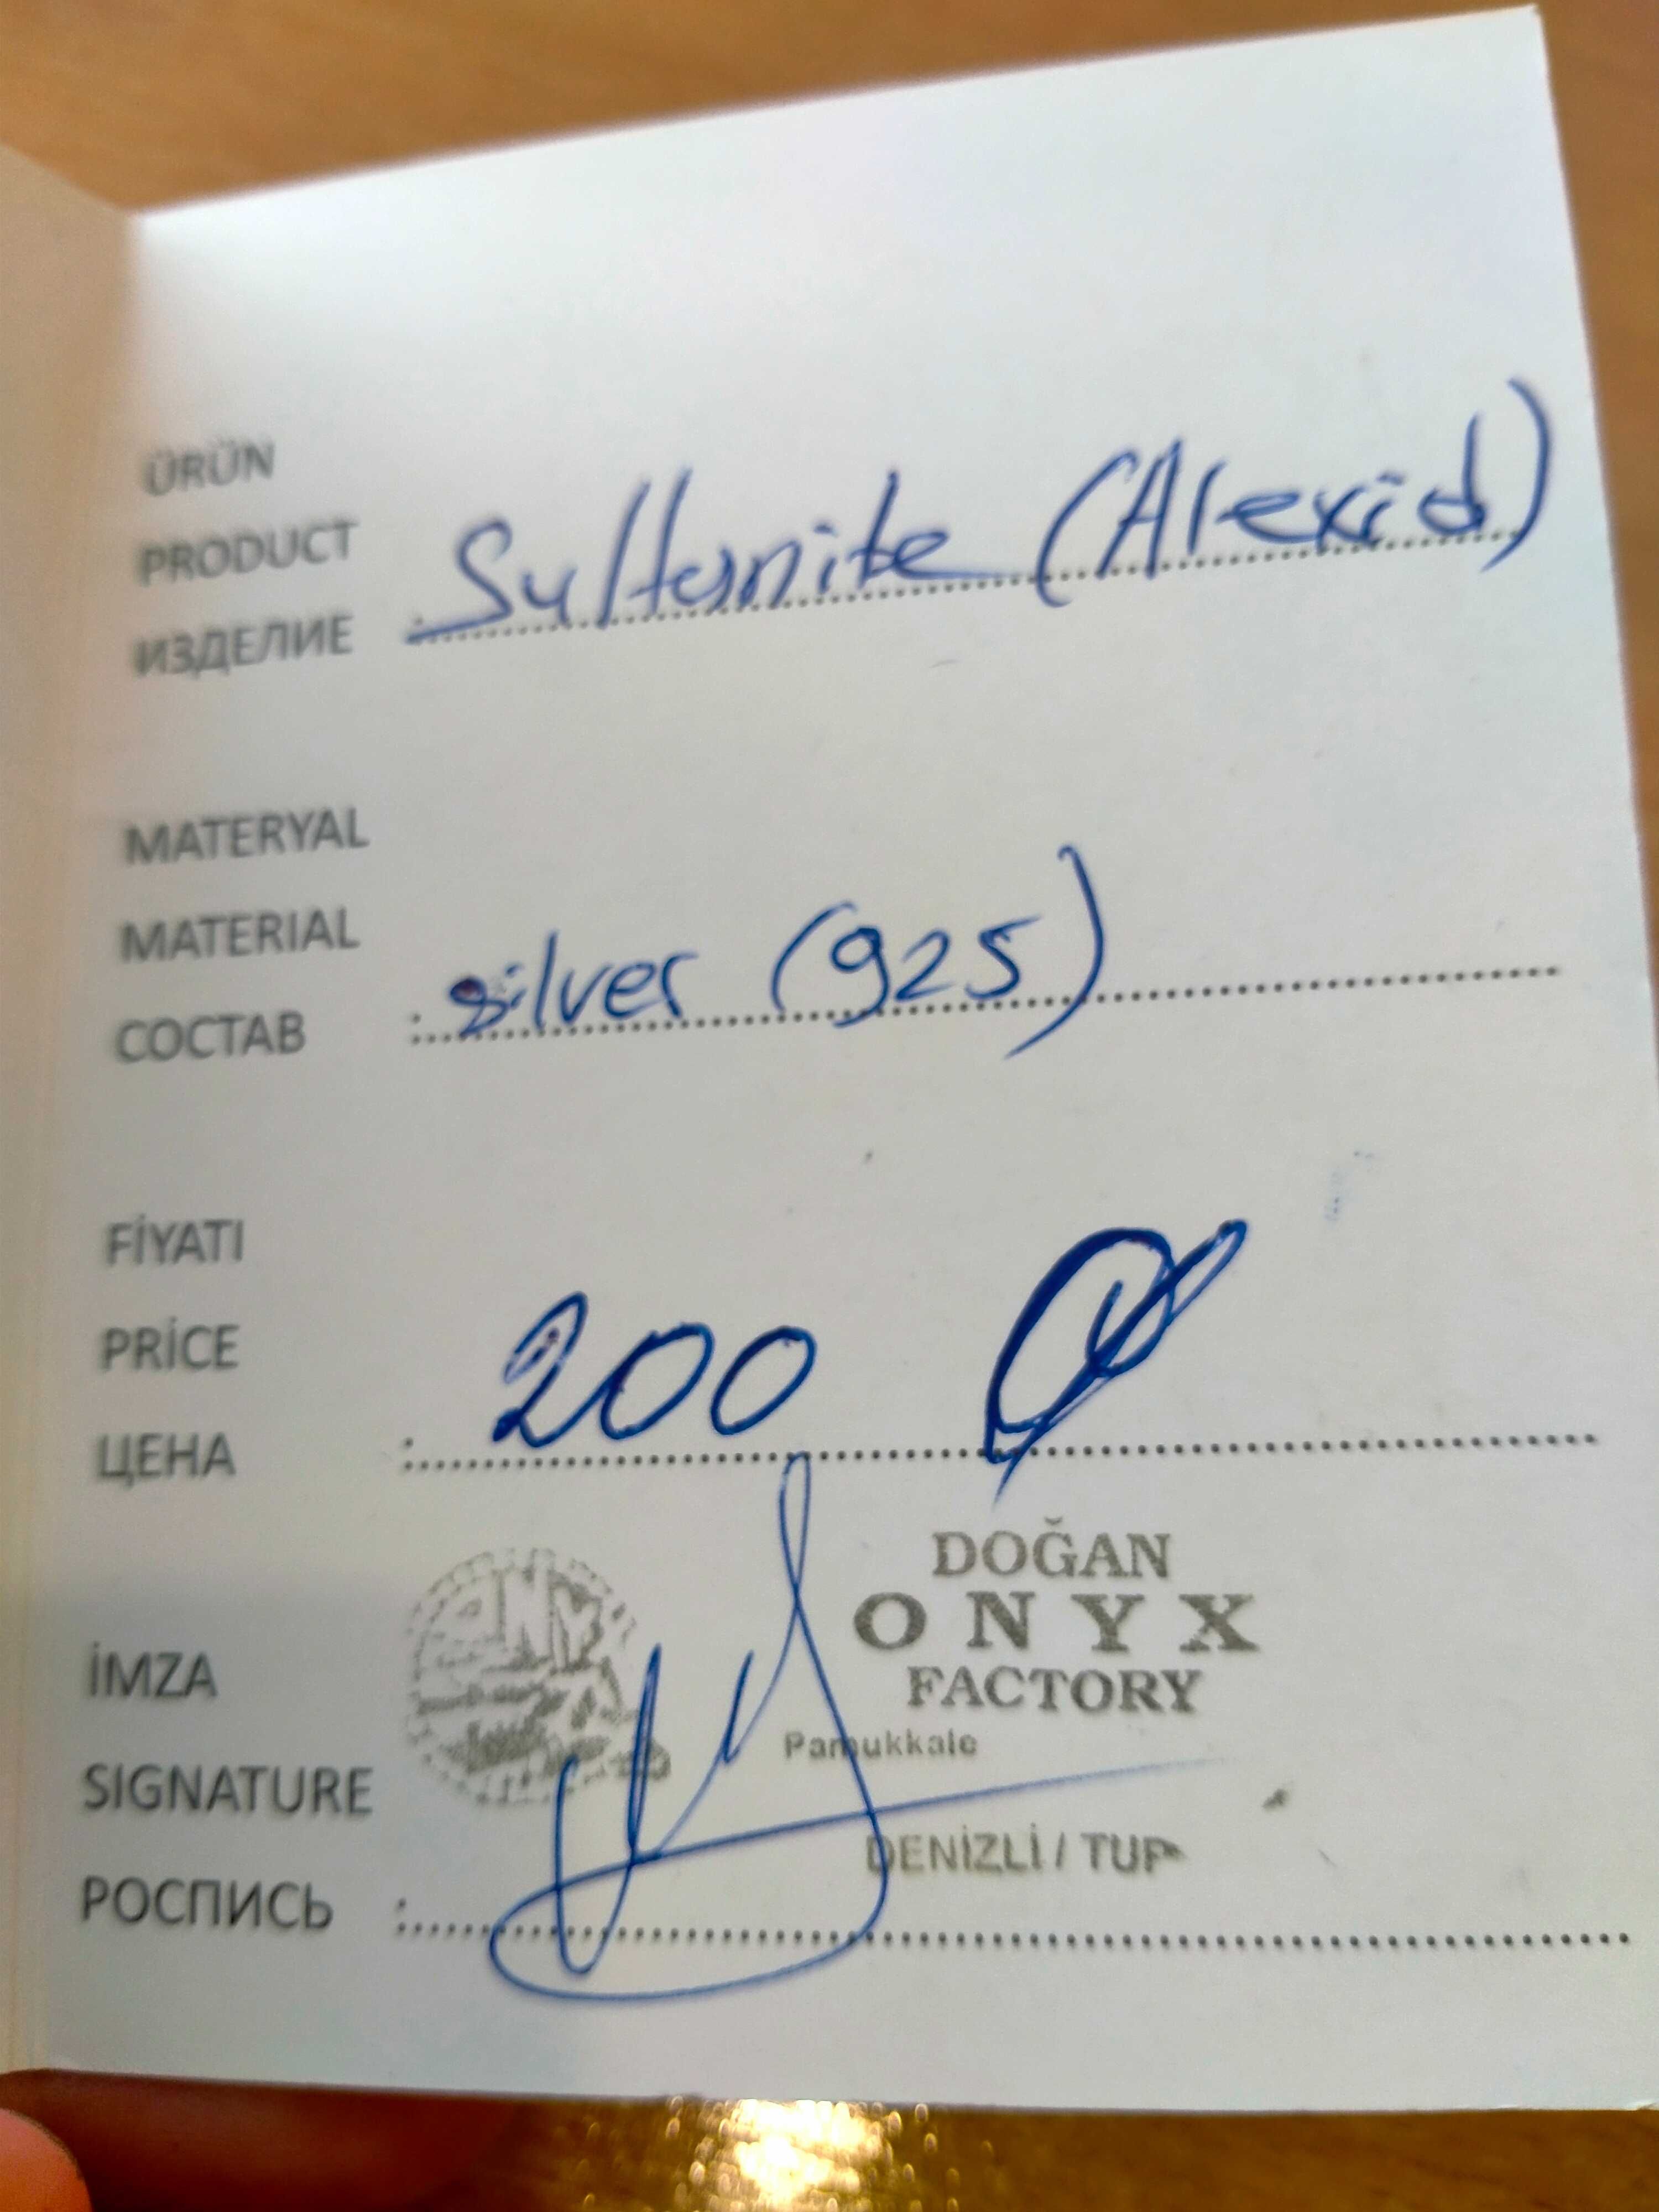 ÜRÜN
PRODUCT Sultanite (Alexid)
ИЗДЕЛИЕ
MATERYAL
MATERIAL silver (925)
СОСТАВ
FİYATI
PRİCE 200
ЦЕНА
DOĞAN
ONYX
FACTORY
İMZA
Pamukkale
SIGNATURE
DENİZLİ / TUR
РОСПИСЬ